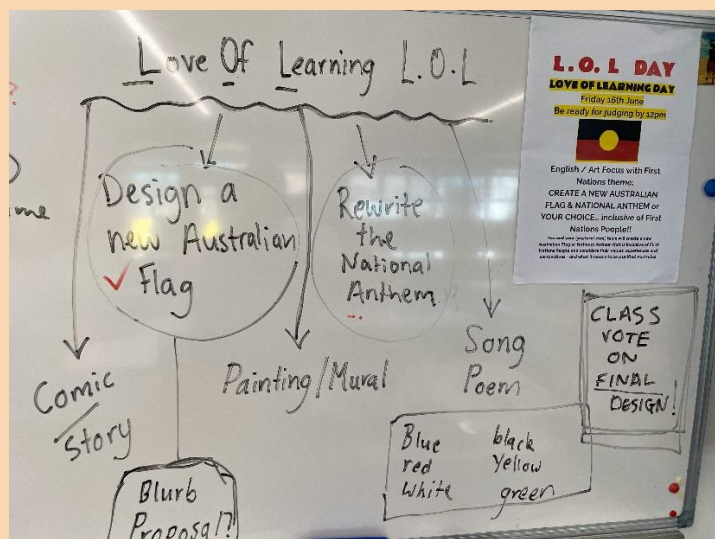 Love Of Learning L.O.L
Design a
new Australian
Flag
Rewrite
the
National
Anthem
Comic
Story
Painting/Mural
Song
Poem
CLASS
VOTE
ON
FINAL
DESIGN!
Blue black
red Yellow
White green
Blurb
Proposal?!
L.O.L DAY
LOVE OF LEARNING DAY
Friday 16th June
Be ready for judging by 12pm
English / Art Focus with First
Nations theme:
CREATE A NEW AUSTRALIAN
FLAG & NATIONAL ANTHEM or
YOUR CHOICE... inclusive of First
Nations People!!